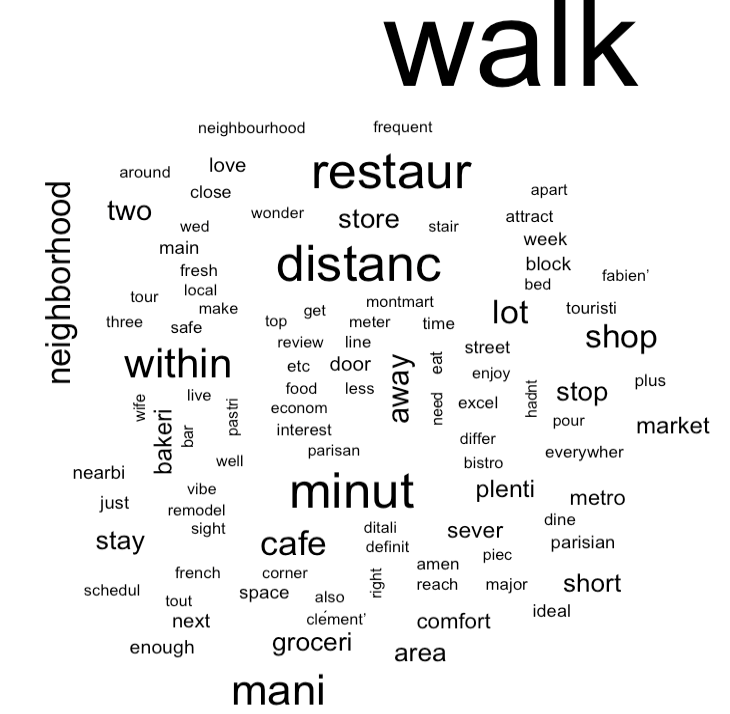 walk
neighbourhood frequent
around love restaur
close apart
neighborhood two wonder store stair attract
wed week
main distanc block
fresh bed fabien’
tour local montmart
make get lot touristi
three safe top meter time shop
review line street
within etc door away eat enjoy
wife live food less need excel hadnt stop plus
bakeri bar pastri econom pour market
interest differ
parisan everywher
nearbi well bistro
vibe minut plenti metro
just remodel dine
sight ditali sever
stay cafe definit parisian
piec
french corner right amen
schedul space also reach major short
tout ideal
next clément’ comfort
enough groceri area
mani